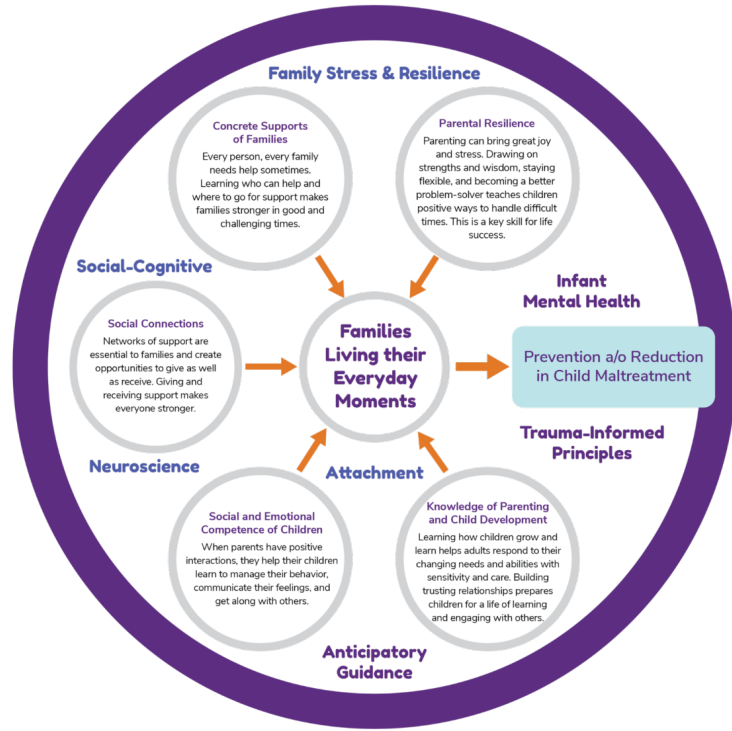 Family Stress & Resilience
Concrete Supports
of Families
Every person, every family
needs help sometimes.
Learning who can help and
where to go for support makes
families stronger in good and
challenging times.
Parental Resilience
Parenting can bring great joy
and stress. Drawing on
strengths and wisdom, staying
flexible, and becoming a better
problem-solver teaches children
positive ways to handle difficult
times. This is a key skill for life
success.
Social-Cognitive
Infant
Mental Health
Social Connections
Networks of support are
essential to families and create
opportunities to give as well
as receive. Giving and
receiving support makes
everyone stronger.
Families
Living their
Everyday
Moments
Prevention a/o Reduction
in Child Maltreatment
Trauma-Informed
Principles
Neuroscience
Attachment
Social and Emotional
Competence of Children
When parents have positive
interactions, they help their children
learn to manage their behavior,
communicate their feelings, and
get along with others.
Knowledge of Parenting
and Child Development
Learning how children grow and
learn helps adults respond to their
changing needs and abilities with
sensitivity and care. Building
trusting relationships prepares
children for a life of learning
and engaging with others.
Anticipatory
Guidance